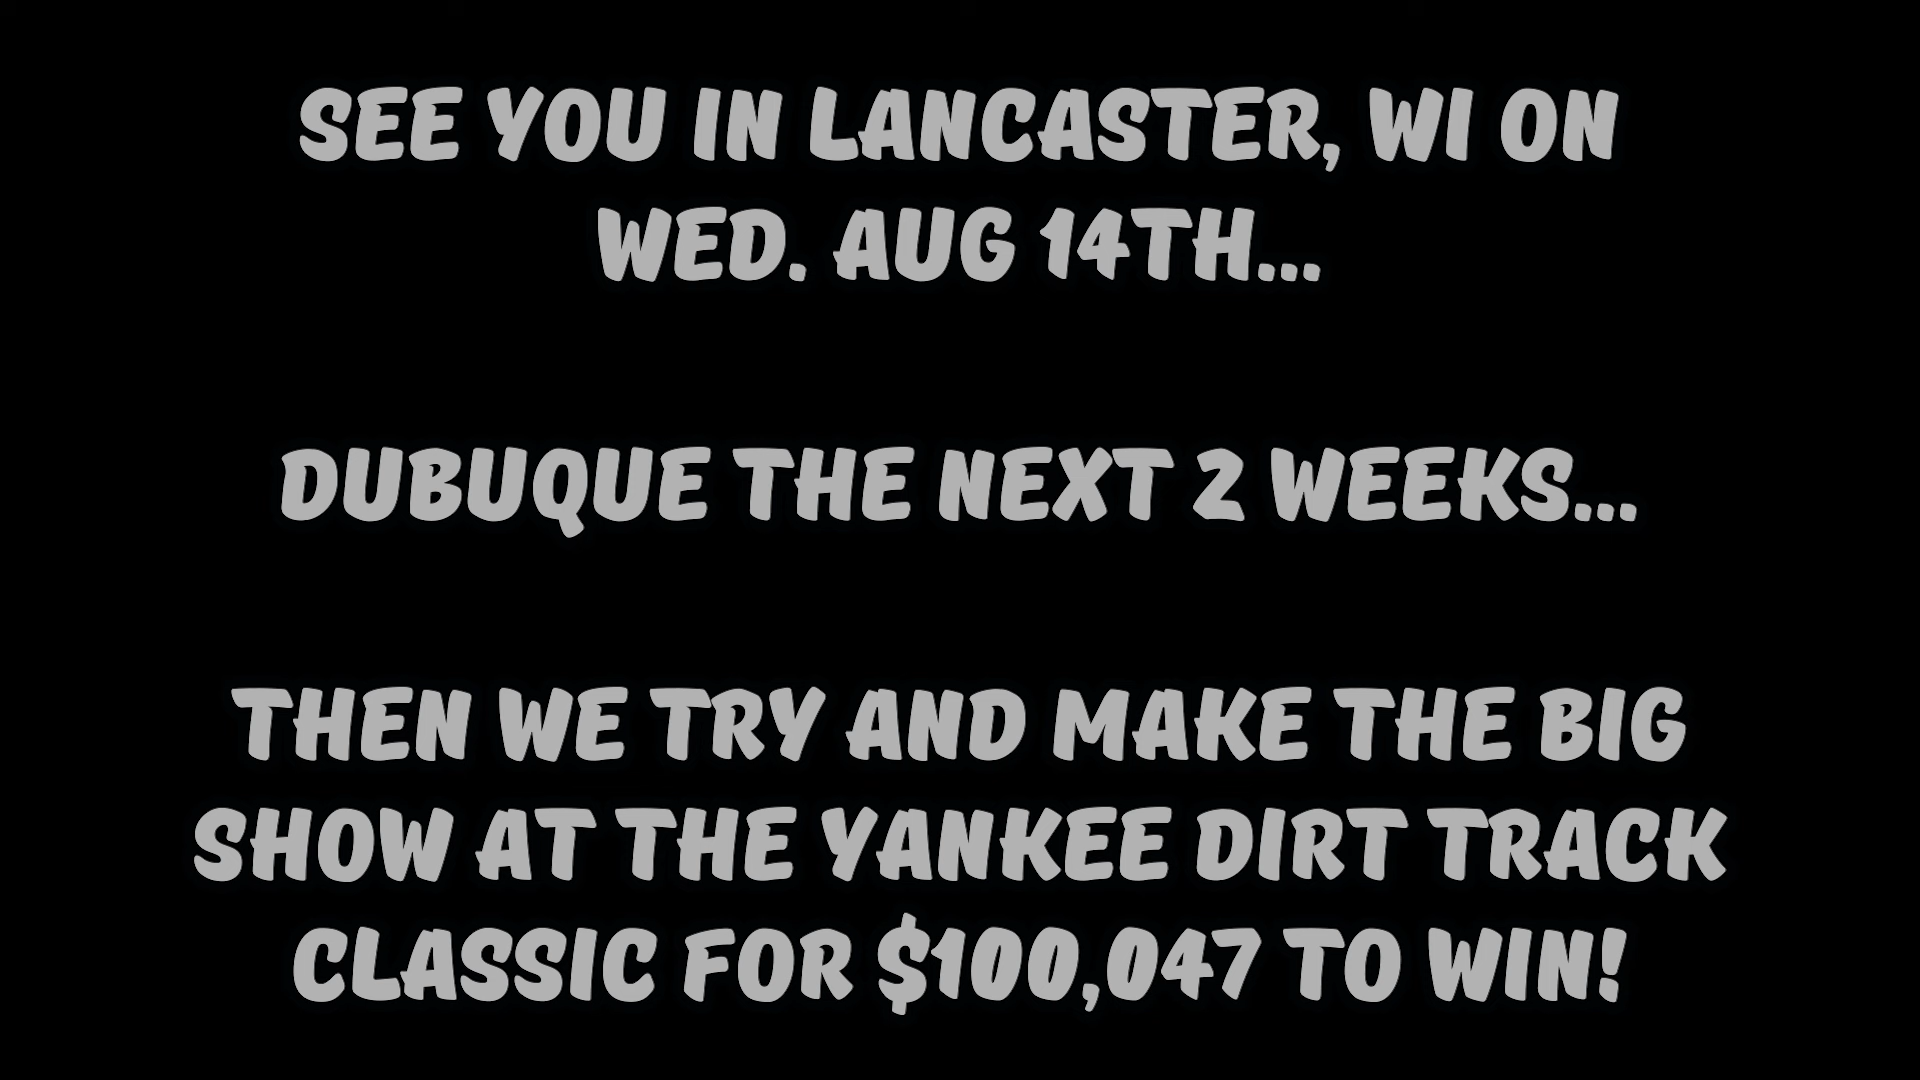 SEE YOU IN LANCASTER, WI ON
WED. AUG 14TH...
DUBUQUE THE NEXT 2 WEEKS...
THEN WE TRY AND MAKE THE BIG
SHOW AT THE YANKEE DIRT TRACK
CLASSIC FOR $100,047 TO WIN!